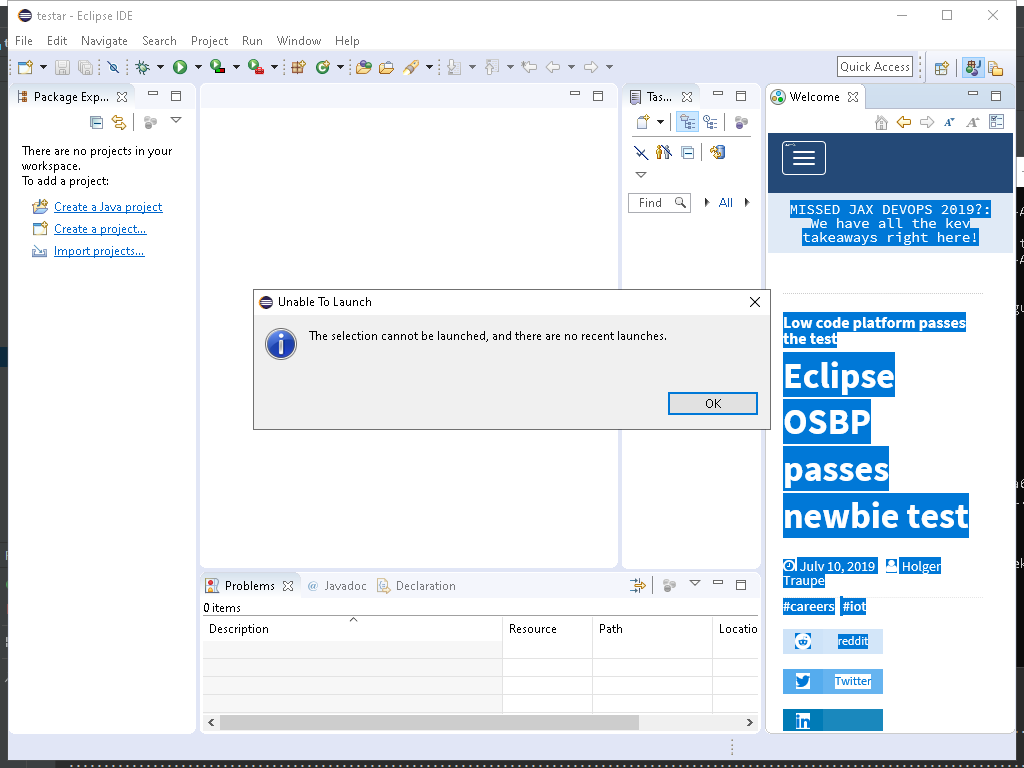 testar - Eclipse IDE
File Edit Navigate Search Project Run Window Help
Quick Access
Package Exp...
There are no projects in your
workspace.
To add a project:
Create a Java project
Create a project...
Import projects...
Tas...
Find
All
Welcome
MISSED JAX DEVOPS 2019?:
We have all the key
takeaways right here!
Low code platform passes
the test
Eclipse
OSBP
passes
newbie test
July 10, 2019 Holger
Traupe
#careers #iot
reddit
Twitter
in
Unable To Launch
The selection cannot be launched, and there are no recent launches.
OK
Problems @ Javadoc Declaration
0 items
Description Resource Path Locatio